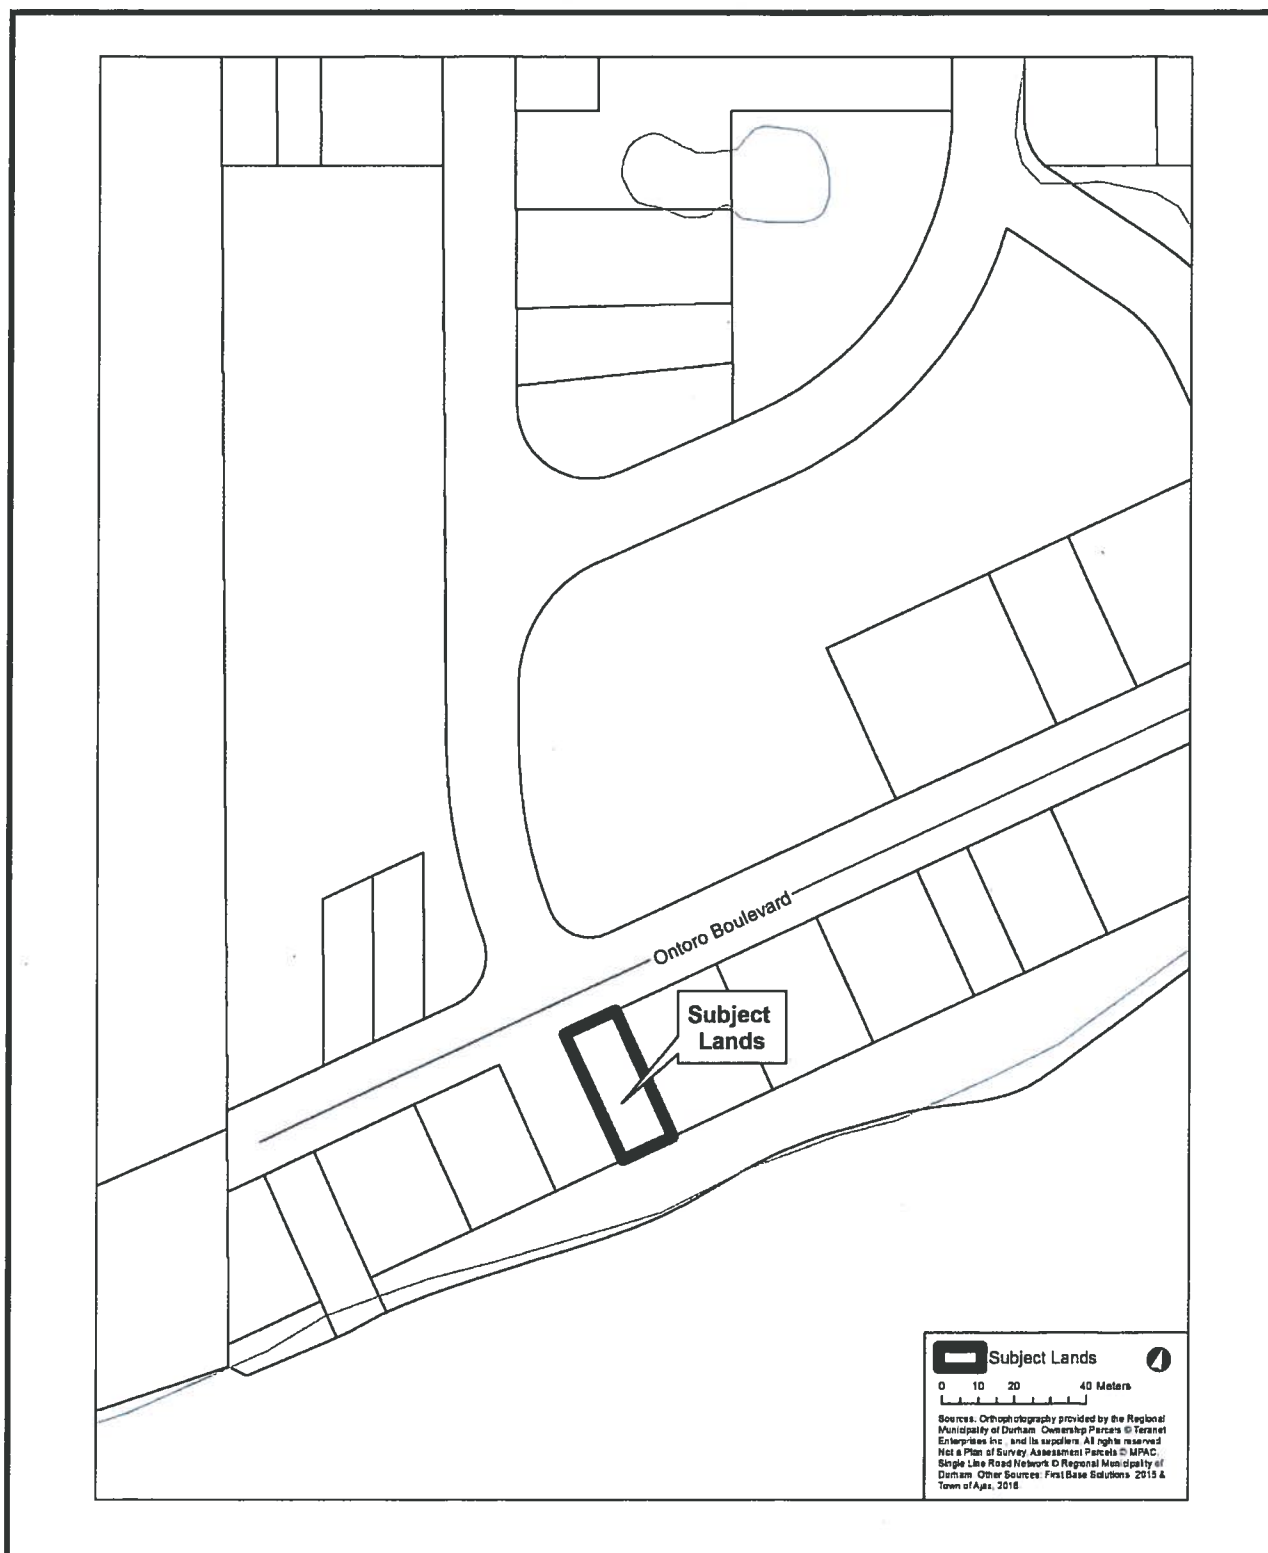 Ontoro Boulevard
Subject
Lands
Subject Lands
0 10 20 40 Meters
Sources: Orthophotography provided by the Regional
Municipality of Durham Ownership Parcels © Teranet
Enterprises Inc. and its suppliers All rights reserved
Not a Plan of Survey Assessment Parcels © MPAC
Single Line Road Network © Regional Municipality of
Durham Other Sources: First Base Solutions 2015 &
Town of Ajax, 2016